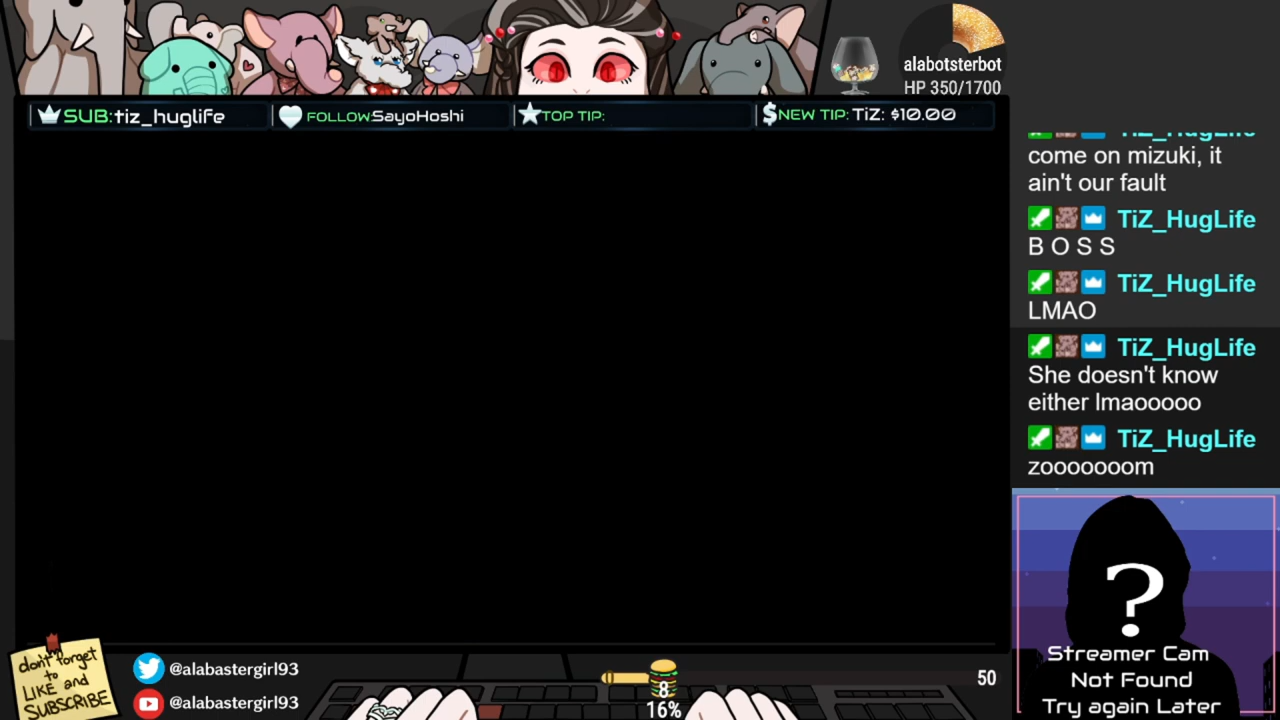 alabotsterbot
HP 350/1700
SUB:tiz_huglife
FOLLOW:SayoHoshi
TOP TIP:
$NEW TIP: TiZ: $10.00
TiZ_HugLife
come on mizuki, it
ain't our fault
TiZ_HugLife
B O S S
TiZ_HugLife
LMAO
TiZ_HugLife
She doesn't know
either lmaooooo
TiZ_HugLife
zooooooom
?
Streamer Cam
Not Found
Try again Later
don't forget
to
LIKE and
SUBSCRIBE
@alabastergirl93
@alabastergirl93
8
16%
50